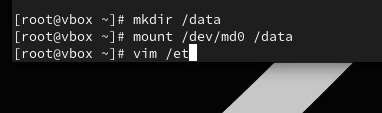 [root@vbox ~]# mkdir /data
[root@vbox ~]# mount /dev/md0 /data
[root@vbox ~]# vim /et